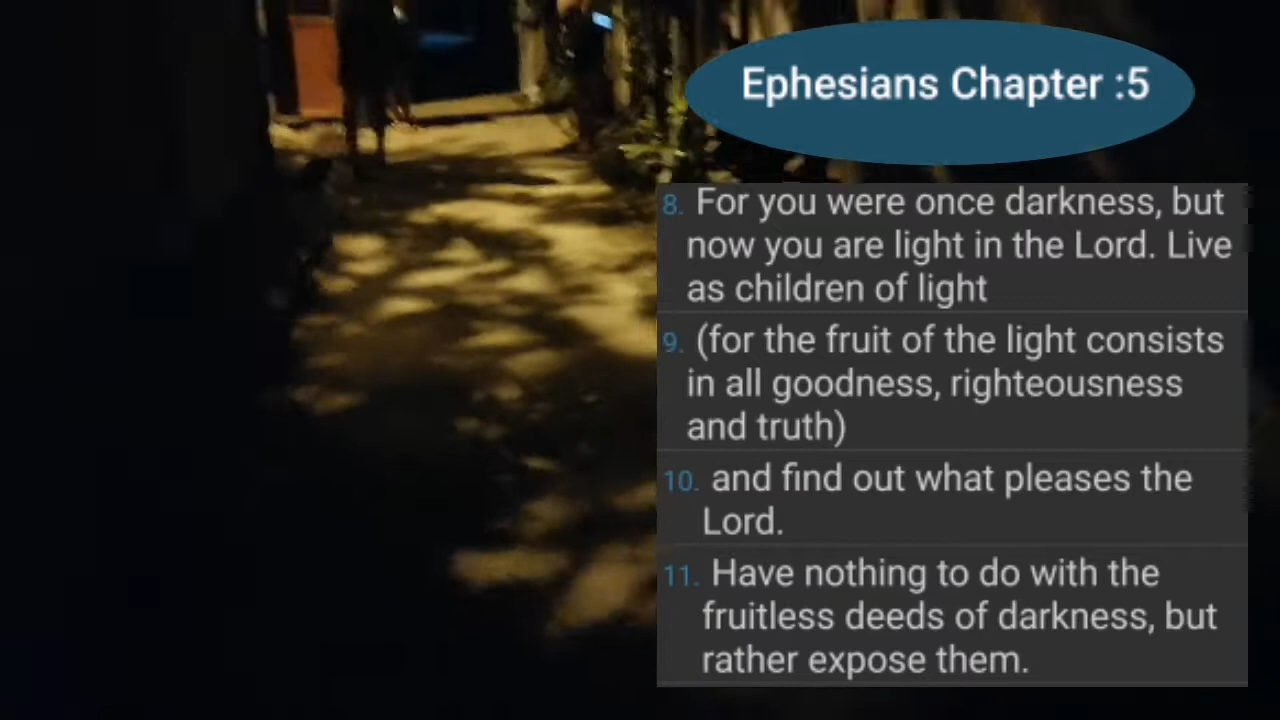 Ephesians Chapter :5
8. For you were once darkness, but
now you are light in the Lord. Live
as children of light
9. (for the fruit of the light consists
in all goodness, righteousness
and truth)
10. and find out what pleases the
Lord.
11. Have nothing to do with the
fruitless deeds of darkness, but
rather expose them.